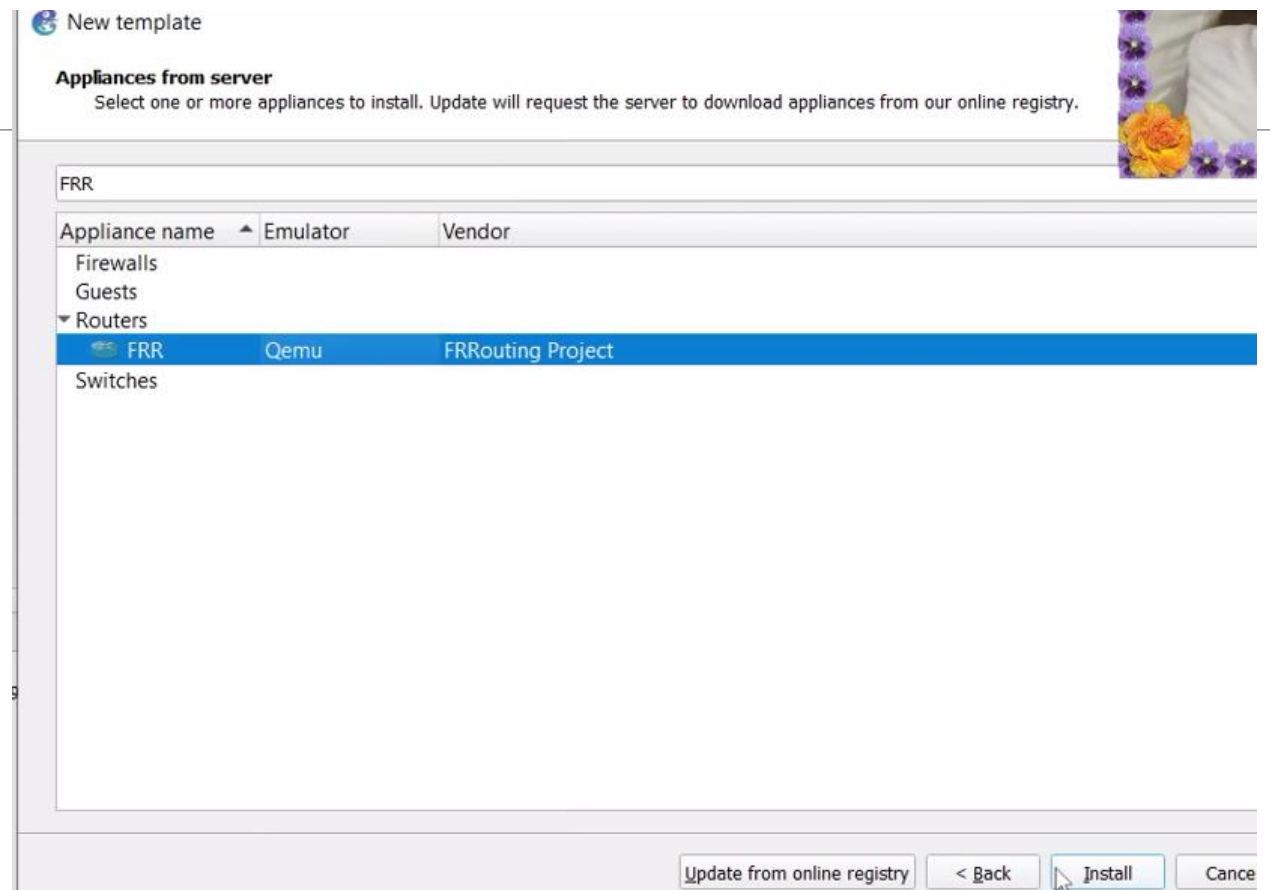 New template
Appliances from server
Select one or more appliances to install. Update will request the server to download appliances from our online registry.
FRR
Appliance name Emulator Vendor
Firewalls
Guests
Routers
FRR Qemu FRRouting Project
Switches
Update from online registry < Back Install Cance